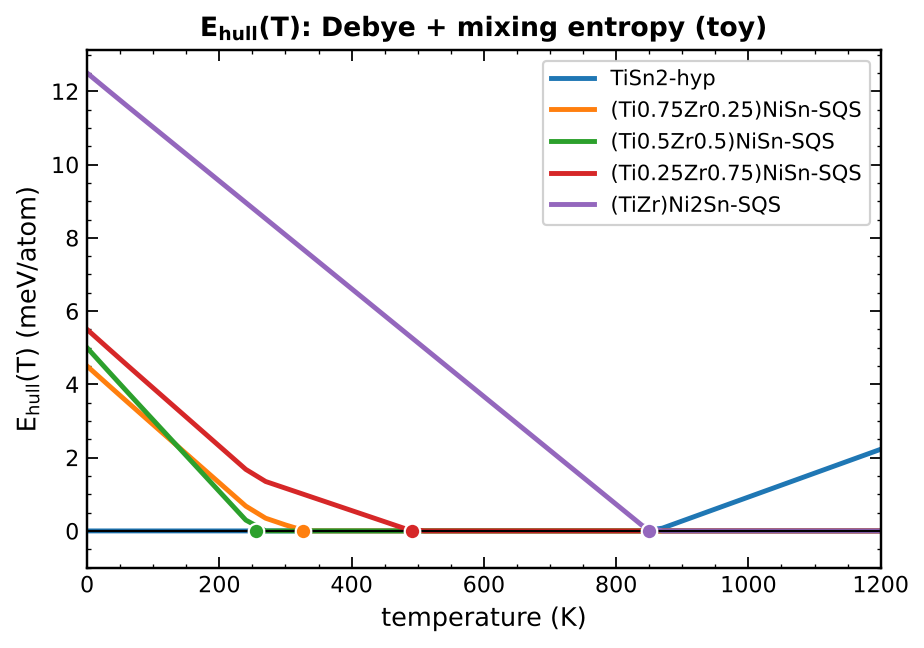 E_hull(T): Debye + mixing entropy (toy)
TiSn2-hyp
(Ti0.75Zr0.25)NiSn-SQS
(Ti0.5Zr0.5)NiSn-SQS
(Ti0.25Zr0.75)NiSn-SQS
(TiZr)Ni2Sn-SQS
E_hull(T) (meV/atom)
12
10
8
6
4
2
0
0 200 400 600 800 1000 1200
temperature (K)